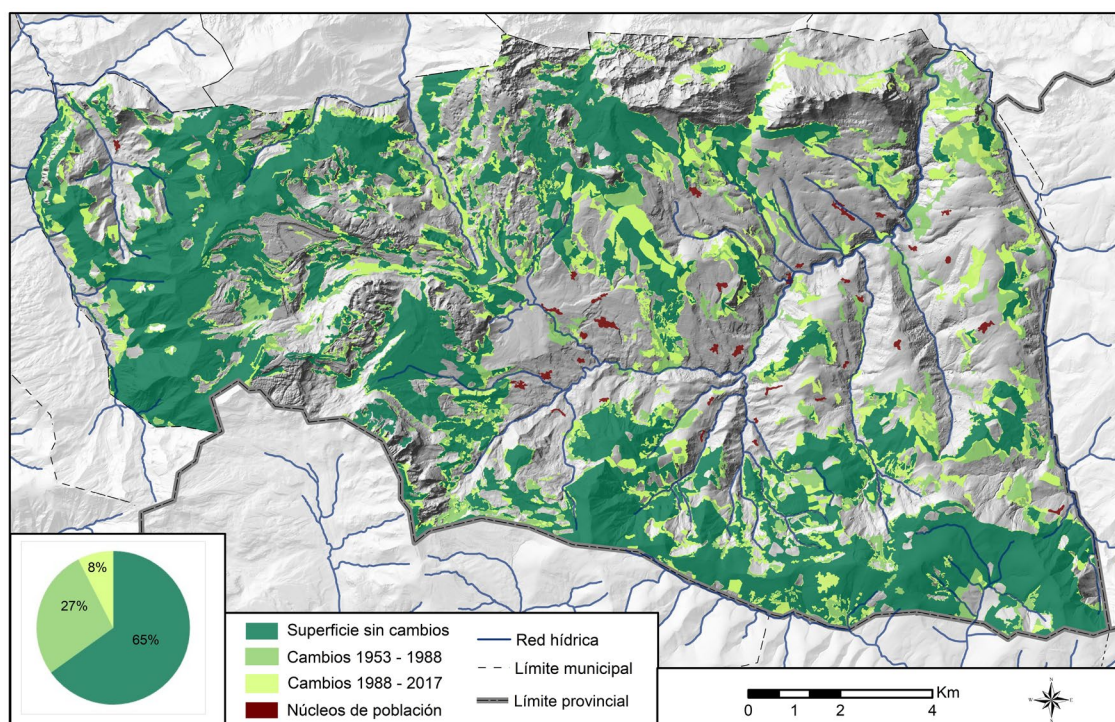 8%
27%
65%
Superficie sin cambios
Cambios 1953 - 1988
Cambios 1988 - 2017
Núcleos de población
Red hídrica
Límite municipal
Límite provincial
Km
0 1 2 4
N
W E
S